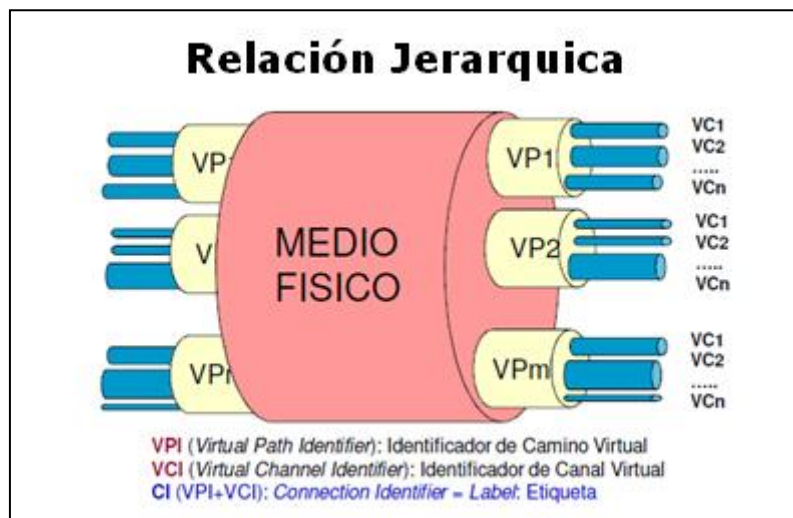 Relación Jerarquica
VP1
VC1
VC2
.....
VCn
MEDIO
FISICO
VP2
VC1
VC2
.....
VCn
VPm
VC1
VC2
.....
VCn
VPI (Virtual Path Identifier): Identificador de Camino Virtual
VCI (Virtual Channel Identifier): Identificador de Canal Virtual
CI (VPI+VCI): Connection Identifier = Label: Etiqueta